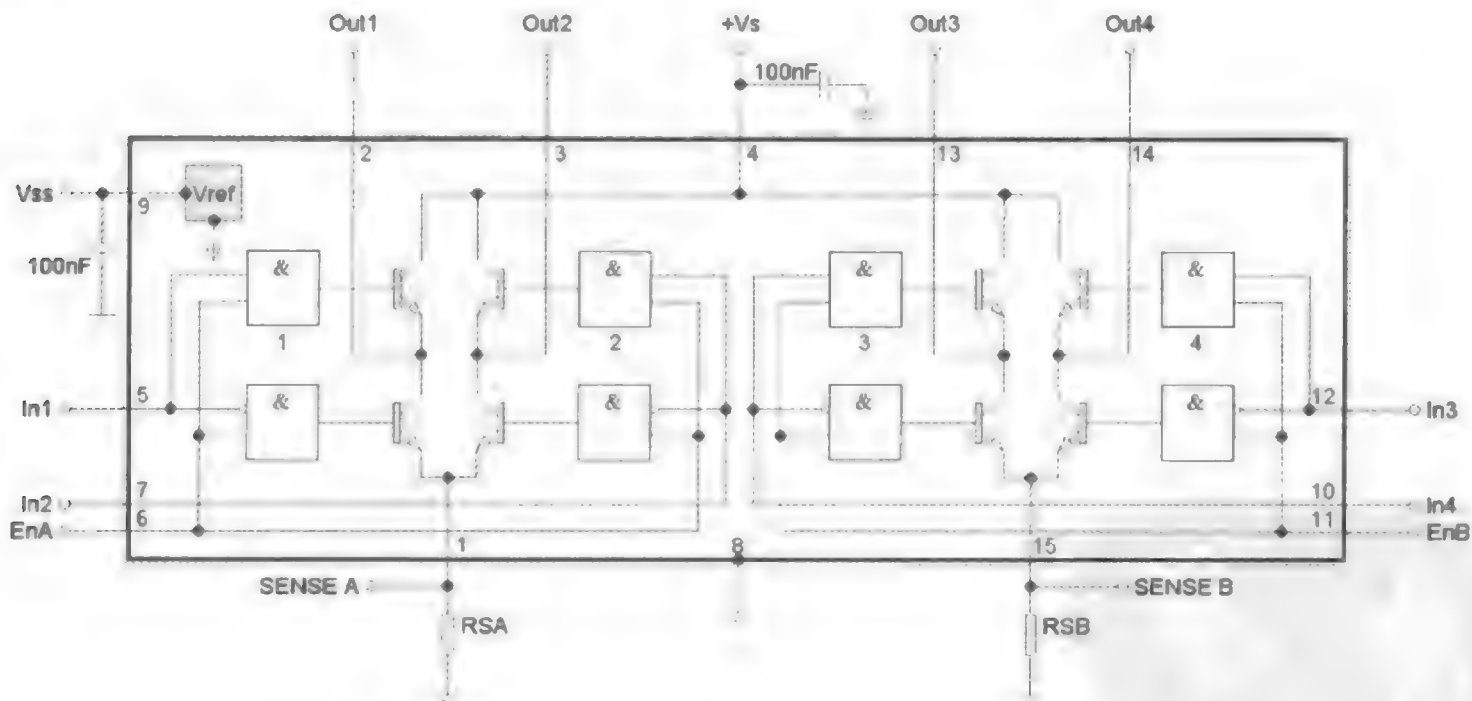 Out1 Out2 +Vs Out3 Out4
100nF
2 3 4 13 14
Vss 9 Vref
100nF
& & & &
1 2 3 4
In1 5 & & & & 12 In3
In2 7 10 In4
EnA 6 11 EnB
1 8 15
SENSE A SENSE B
RSA RSB